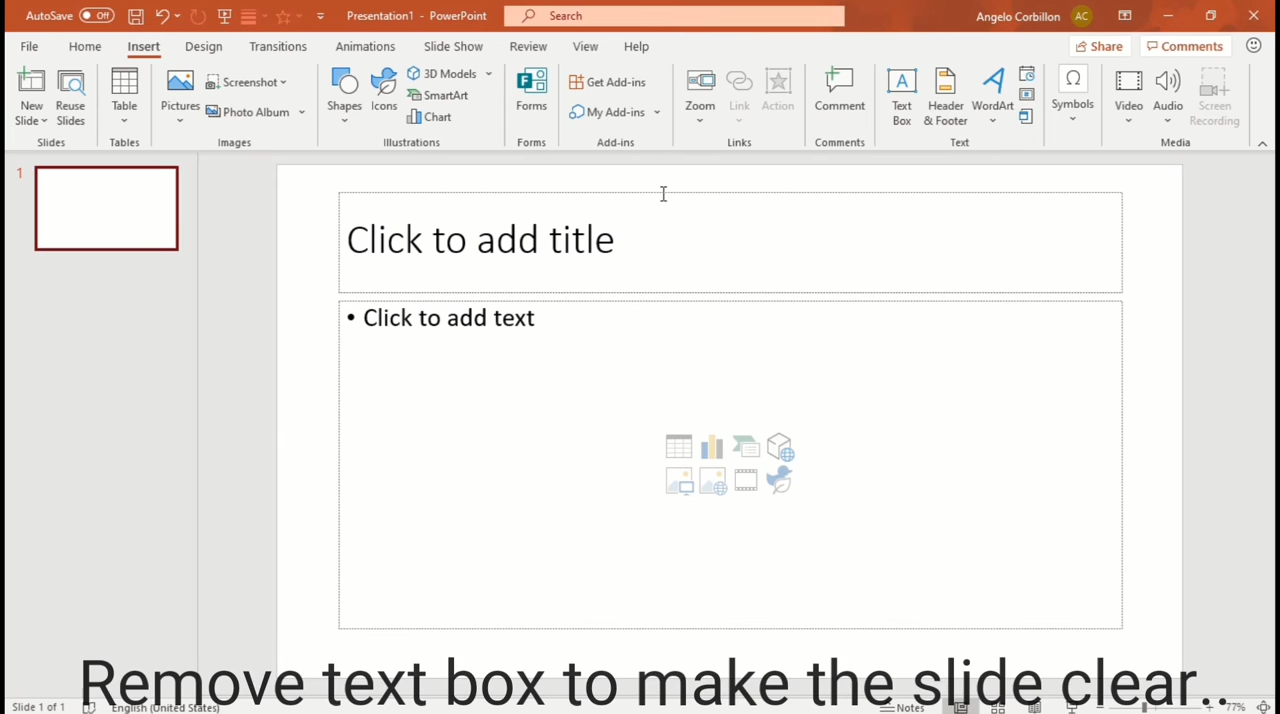 AutoSave Off Presentation1 - PowerPoint Search Angelo Corbillon AC
File Home Insert Design Transitions Animations Slide Show Review View Help Share Comments
New Slide Reuse Slides Table Pictures Screenshot Photo Album Shapes Icons 3D Models SmartArt Chart Forms Get Add-ins My Add-ins Zoom Link Action Comment Text Box Header & Footer WordArt Symbols Video Audio Screen Recording
Slides Tables Images Illustrations Forms Add-ins Links Comments Text Media
1
Click to add title
• Click to add text
Remove text box to make the slide clear..
Slide 1 of 1 English (United States) Notes 77%